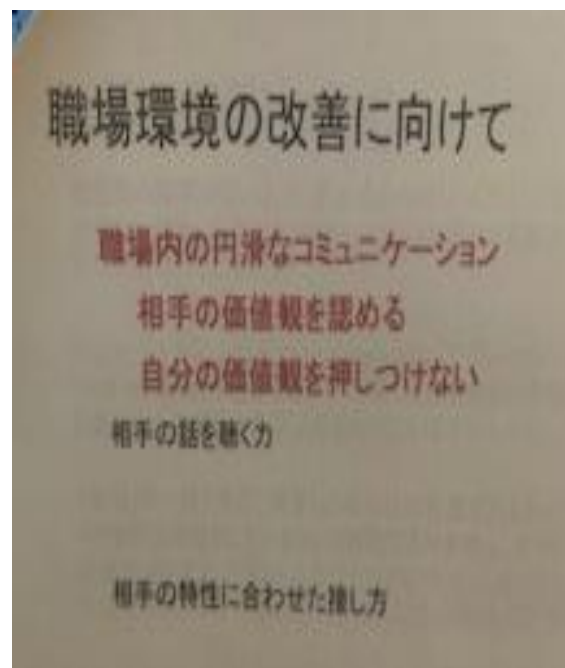 職場環境の改善に向けて
職場内の円滑なコミュニケーション
相手の価値観を認める
自分の価値観を押しつけない
相手の話を聴く力
相手の特性に合わせた接し方